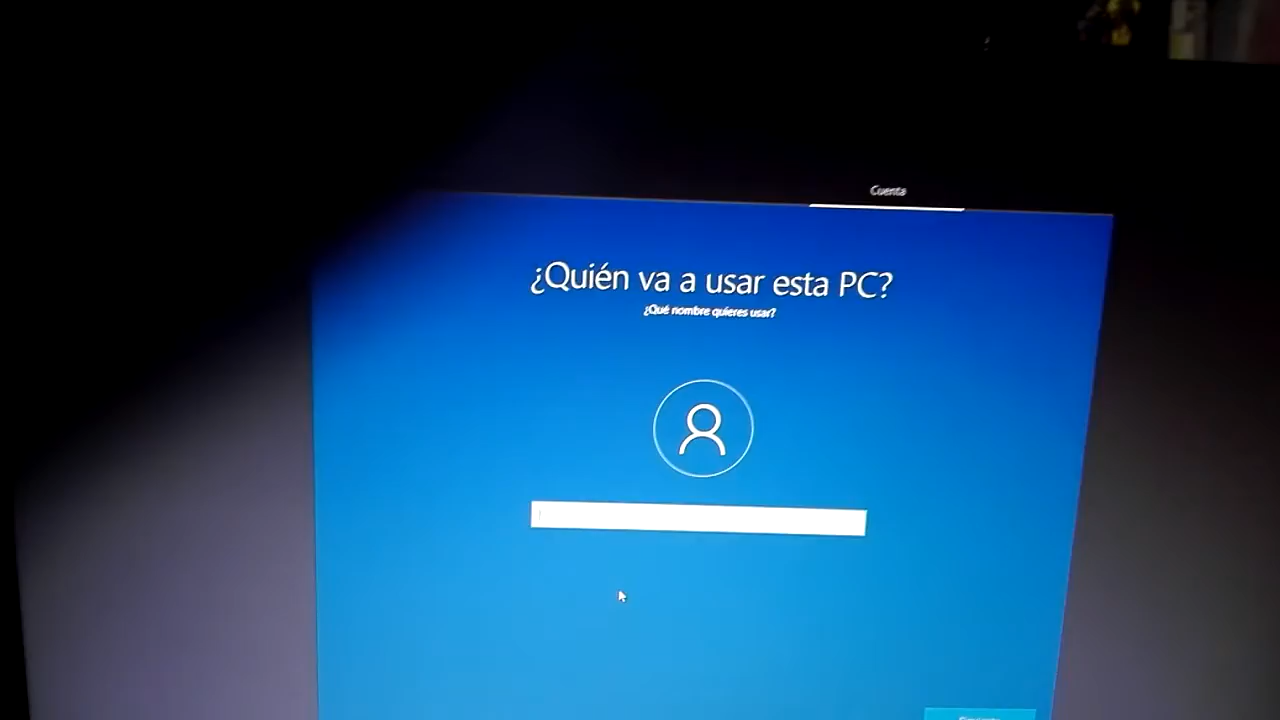 Cuenta
¿Quién va a usar esta PC?
¿Qué nombre quieres usar?